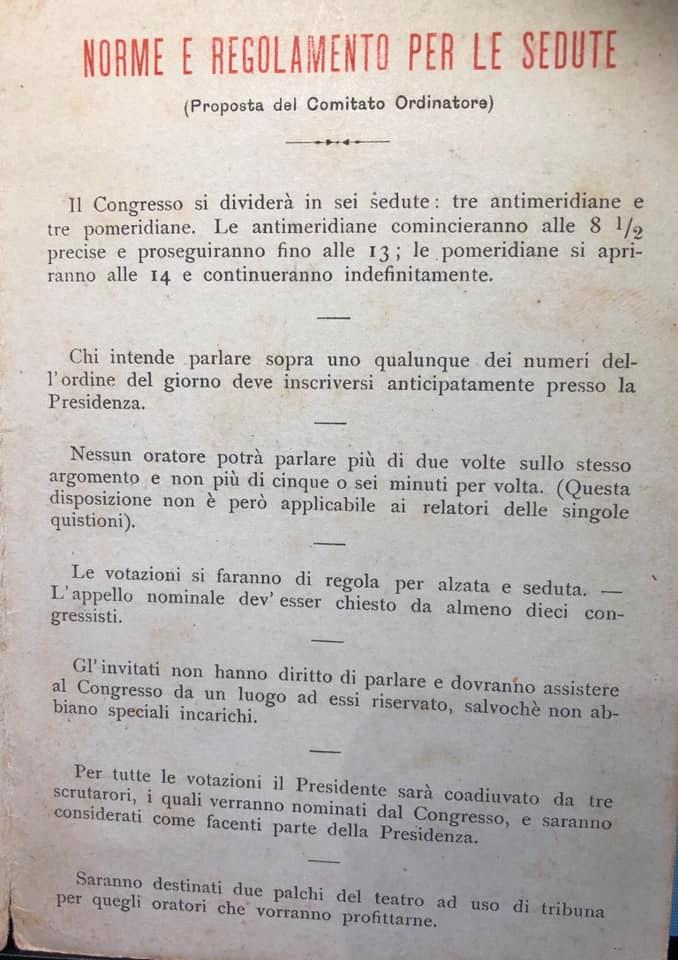 NORME E REGOLAMENTO PER LE SEDUTE
(Proposta del Comitato Ordinatore)
Il Congresso si dividerà in sei sedute: tre antimeridiane e
tre pomeridiane. Le antimeridiane comincieranno alle 8 1/2
precise e proseguiranno fino alle 13; le pomeridiane si apri-
ranno alle 14 e continueranno indefinitamente.
Chi intende parlare sopra uno qualunque dei numeri del-
l'ordine del giorno deve inscriversi anticipatamente presso la
Presidenza.
Nessun oratore potrà parlare più di due volte sullo stesso
argomento e non più di cinque o sei minuti per volta. (Questa
disposizione non è però applicabile ai relatori delle singole
quistioni).
Le votazioni si faranno di regola per alzata e seduta. —
L'appello nominale dev' esser chiesto da almeno dieci con-
gressisti.
Gl' invitati non hanno diritto di parlare e dovranno assistere
al Congresso da un luogo ad essi riservato, salvochè non ab-
biano speciali incarichi.
Per tutte le votazioni il Presidente sarà coadiuvato da tre
scrutarori, i quali verranno nominati dal Congresso, e saranno
considerati come facenti parte della Presidenza.
Saranno destinati due palchi del teatro ad uso di tribuna
per quegli oratori che vorranno profittarne.